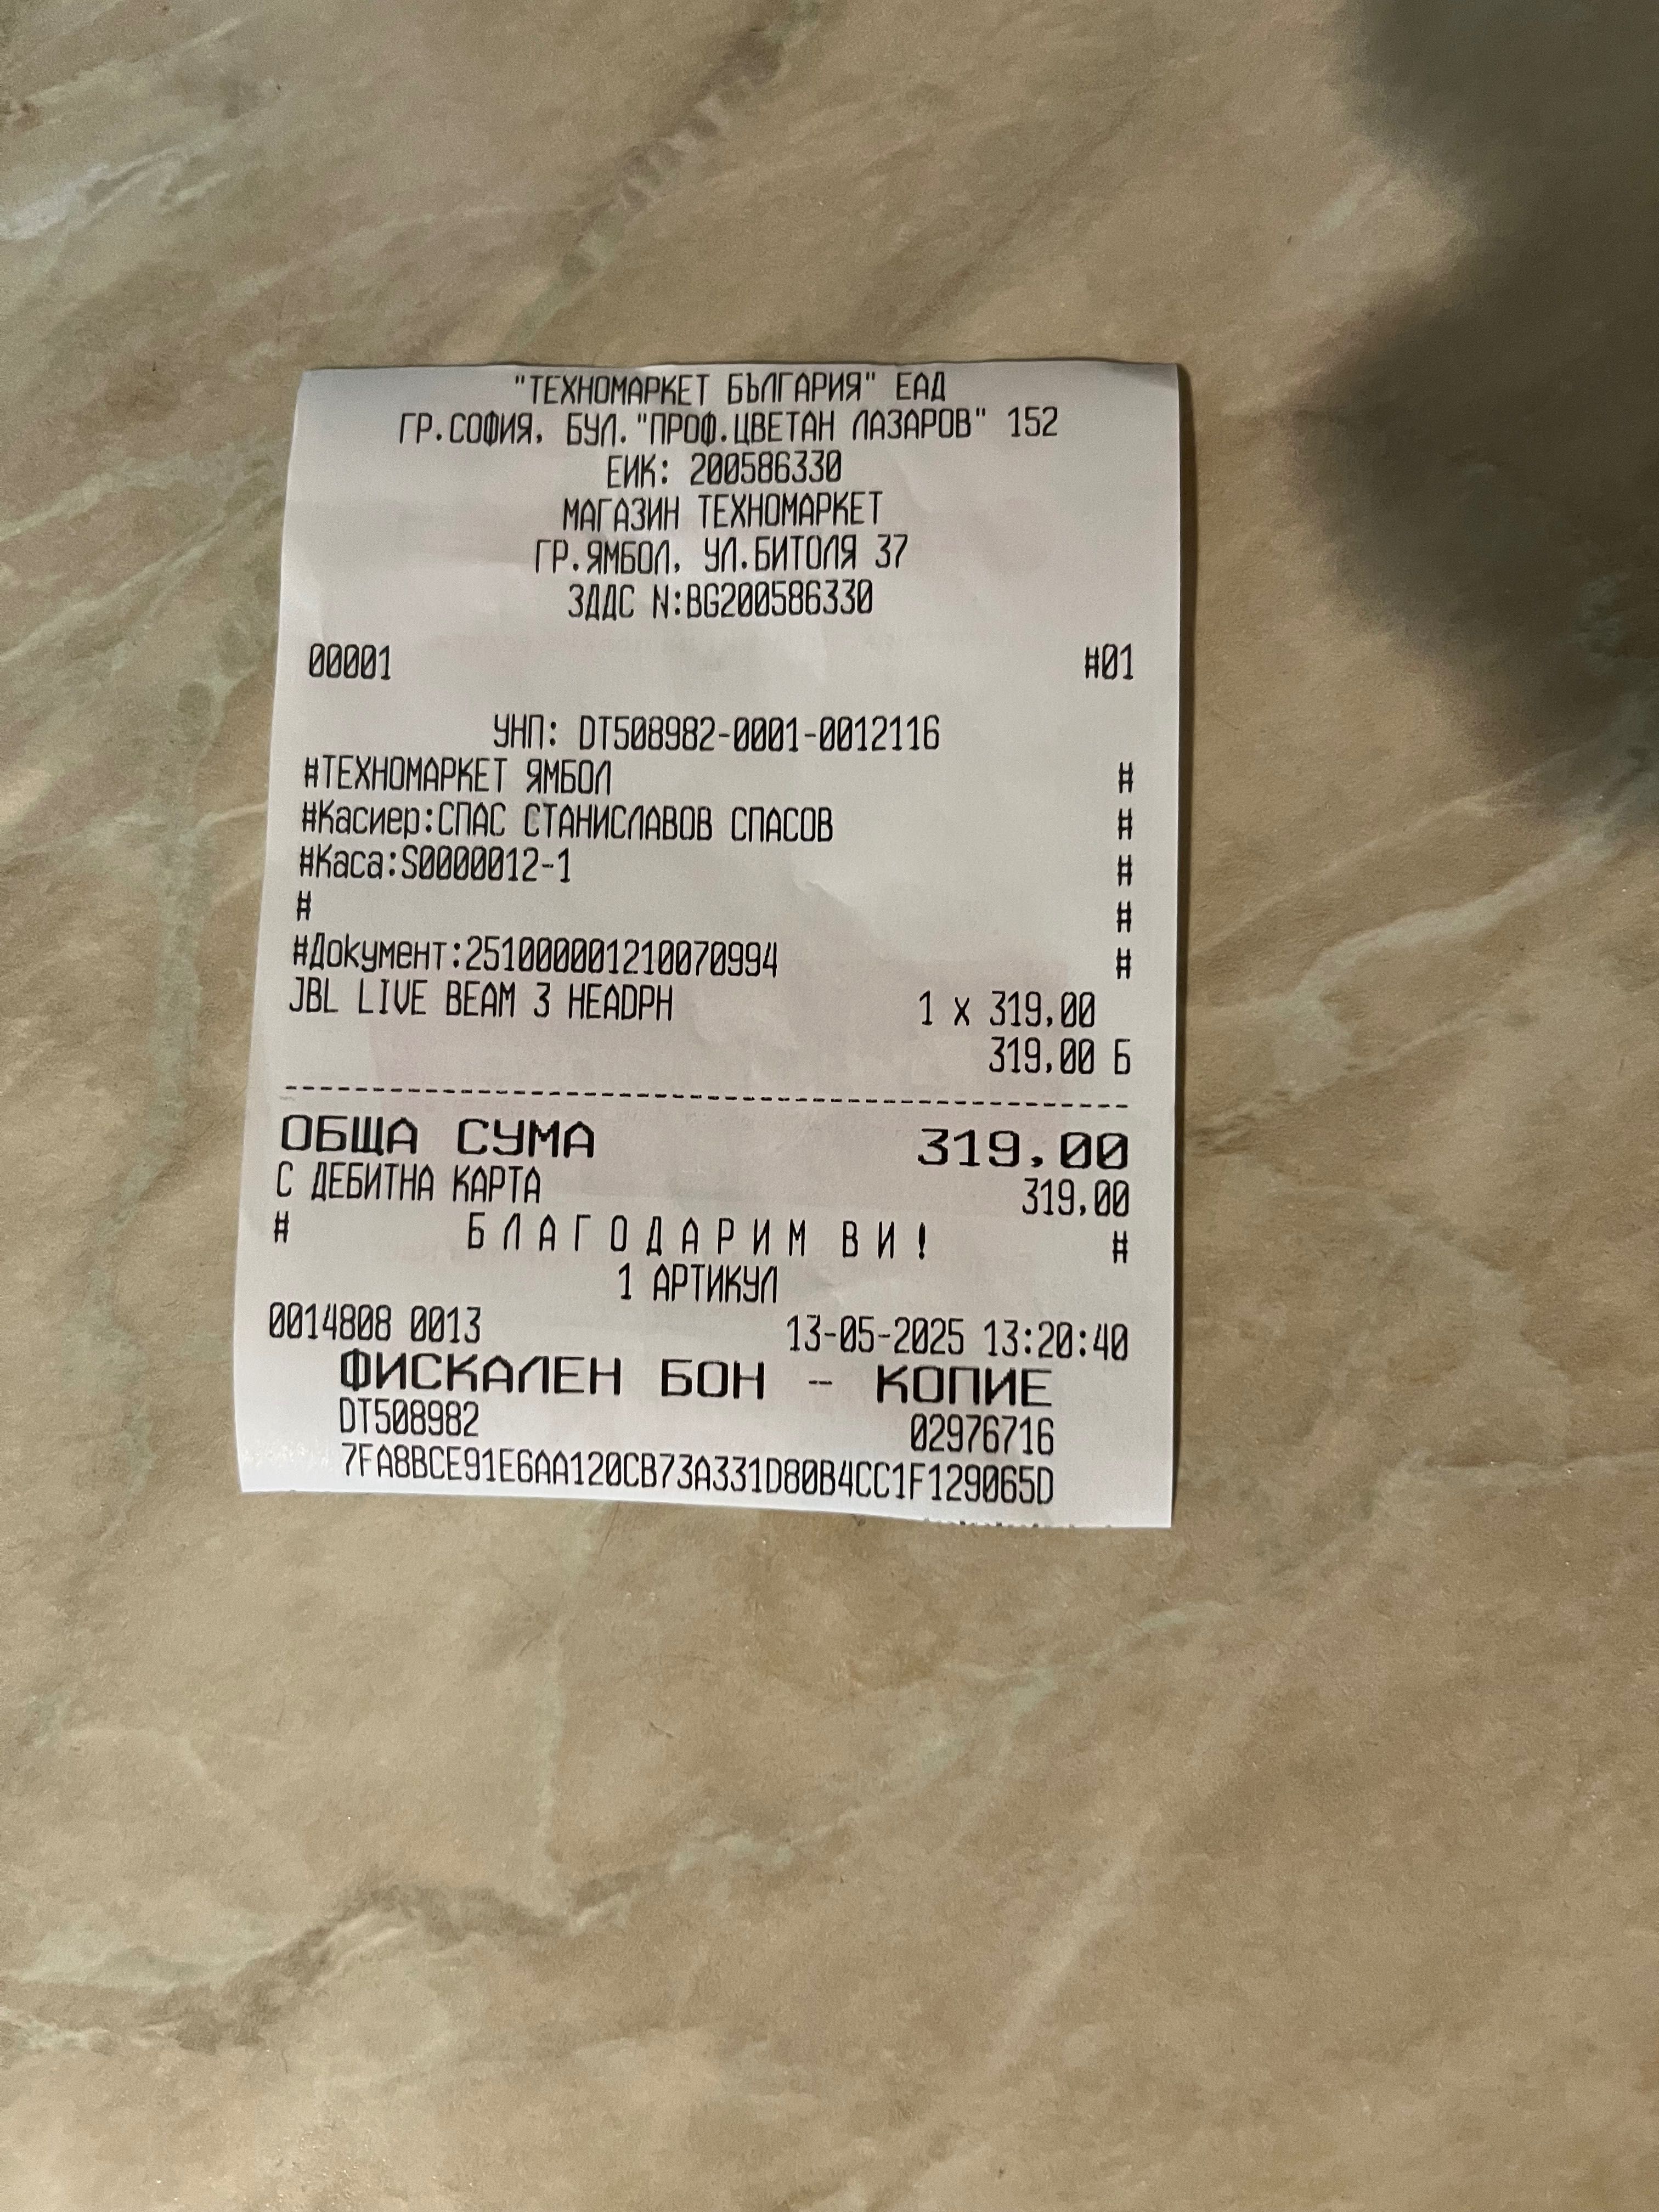 "ТЕХНОМАРКЕТ БЪЛГАРИЯ" ЕАД
ГР.СОФИЯ, БУЛ."ПРОФ.ЦВЕТАН ЛАЗАРОВ" 152
ЕИК: 200586330
МАГАЗИН ТЕХНОМАРКЕТ
ГР.ЯМБОЛ, УЛ.БИТОЛЯ 37
ЗДДС N:BG200586330
00001 #01
УНП: DT508982-0001-0012116
#ТЕХНОМАРКЕТ ЯМБОЛ #
#Касиер:СПАС СТАНИСЛАВОВ СПАСОВ #
#Каса:S0000012-1 #
# #
#Документ:251000001210070994 #
JBL LIVE BEAM 3 HEADPH 1 x 319,00
319,00 Б
ОБЩА СУМА 319.00
С ДЕБИТНА КАРТА 319,00
# БЛАГОДАРИМ ВИ! #
1 АРТИКУЛ
0014808 0013 13-05-2025 13:20:40
ФИСКАЛЕН БОН - КОПИЕ
DT508982 02976716
7FA8BCE91E6AA120CB73A331D80B4CC1F129065D